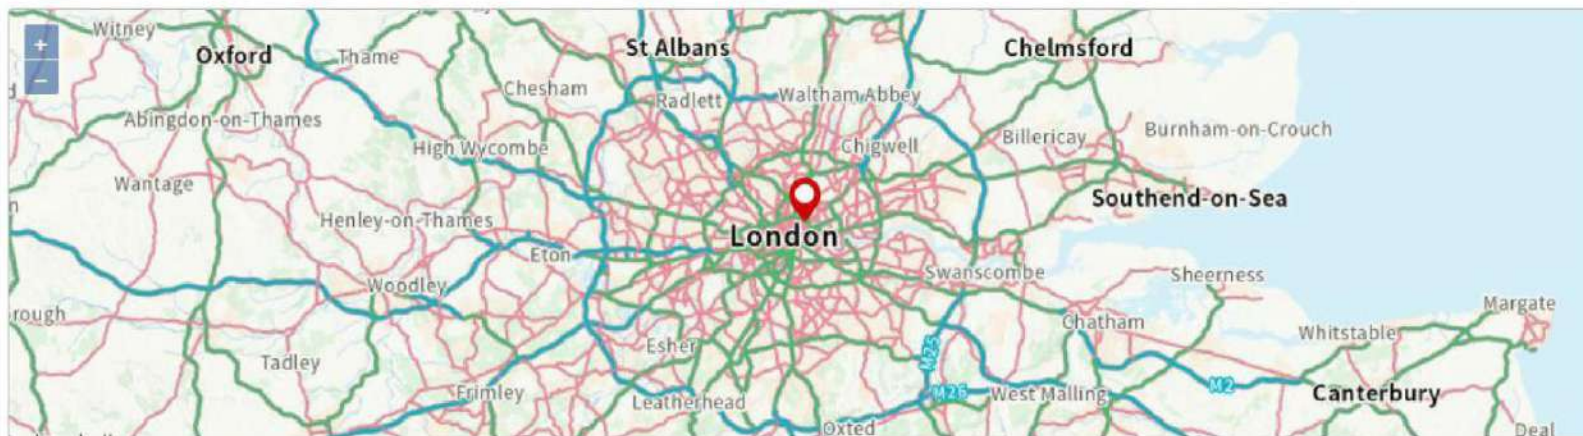 +
−
Witney
Oxford
Thame
St Albans
Chelmsford
Chesham
Radlett
Waltham Abbey
Abingdon-on-Thames
High Wycombe
Chigwell
Billericay
Burnham-on-Crouch
Wantage
Southend-on-Sea
Henley-on-Thames
London
Eton
Woodley
Swanscombe
Sheerness
Margate
rough
Chatham
Whitstable
Esher
M25
Tadley
Frimley
Leatherhead
M26
West Malling
M2
Canterbury
Oxted
Deal